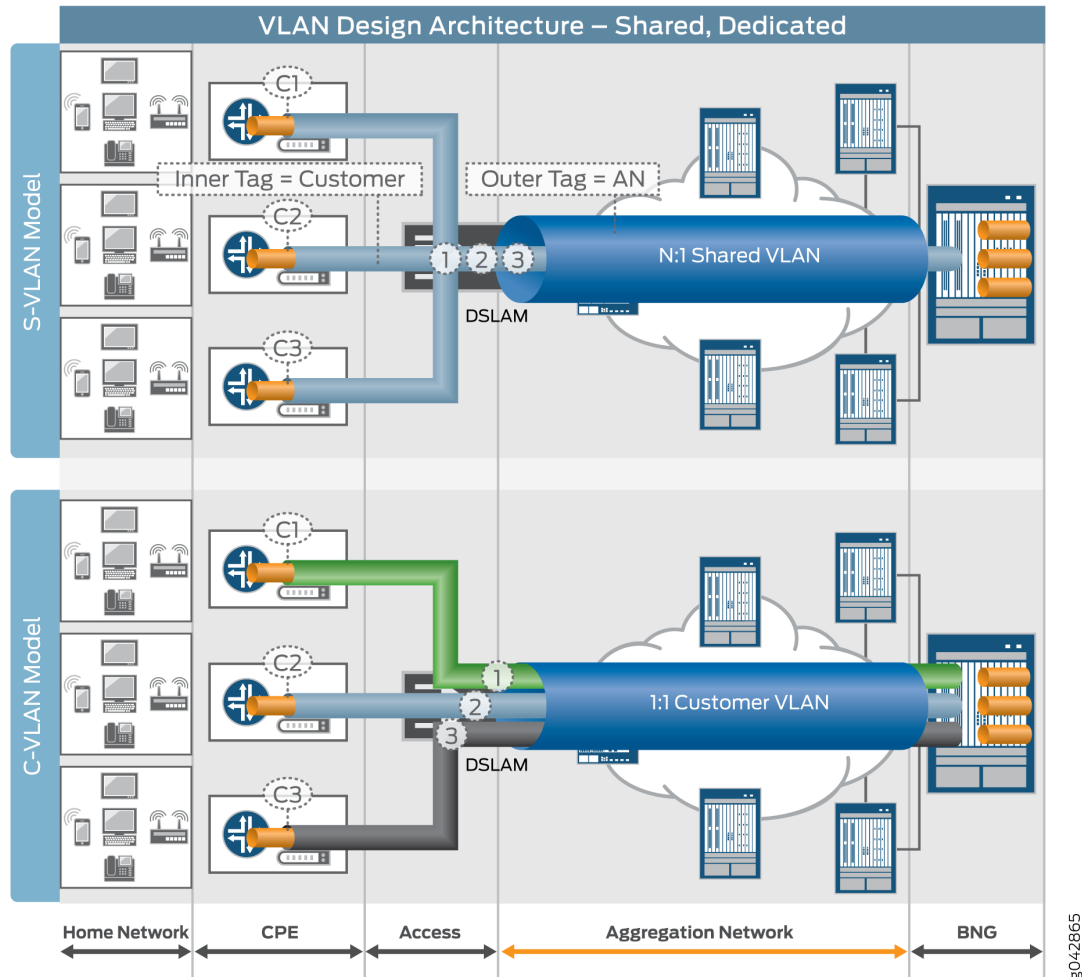 VLAN Design Architecture – Shared, Dedicated
S-VLAN Model
C1
Inner Tag = Customer
Outer Tag = AN
C2
1 2 3
N:1 Shared VLAN
DSLAM
C3
C-VLAN Model
C1
C2
1
2
3
1:1 Customer VLAN
DSLAM
C3
Home Network CPE Access Aggregation Network BNG
g042865